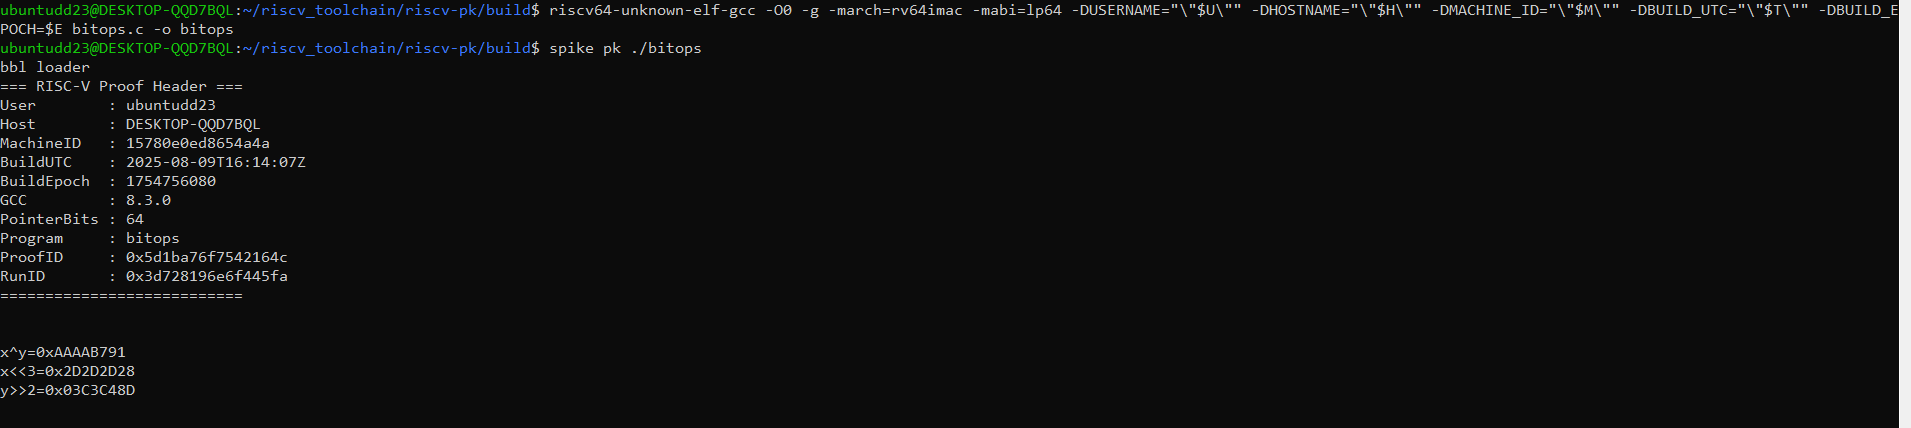 ubuntudd23@DESKTOP-QQD7BQL:~/riscv_toolchain/riscv-pk/build$ riscv64-unknown-elf-gcc -O0 -g -march=rv64imac -mabi=lp64 -DUSERNAME="\"$U\"" -DHOSTNAME="\"$H\"" -DMACHINE_ID="\"$M\"" -DBUILD_UTC="\"$T\"" -DBUILD_E
POCH=$E bitops.c -o bitops
ubuntudd23@DESKTOP-QQD7BQL:~/riscv_toolchain/riscv-pk/build$ spike pk ./bitops
bbl loader
=== RISC-V Proof Header ===
User        : ubuntudd23
Host        : DESKTOP-QQD7BQL
MachineID   : 15780e0ed8654a4a
BuildUTC    : 2025-08-09T16:14:07Z
BuildEpoch  : 1754756080
GCC         : 8.3.0
PointerBits : 64
Program     : bitops
ProofID     : 0x5d1ba76f7542164c
RunID       : 0x3d728196e6f445fa
===========================
x^y=0xAAAAB791
x<<3=0x2D2D2D28
y>>2=0x03C3C48D